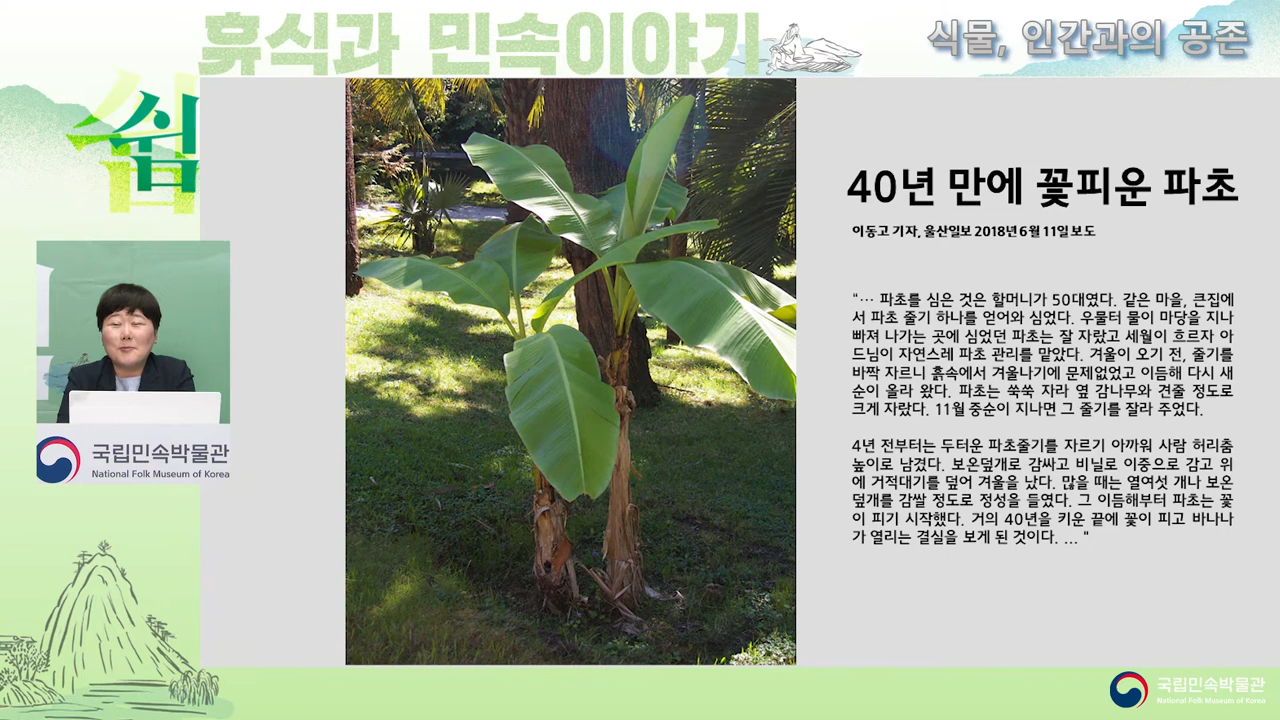 휴식과 민속이야기
식물, 인간과의 공존
쉼
국립민속박물관
National Folk Museum of Korea
40년 만에 꽃피운 파초
이동고 기자, 울산일보 2018년 6월 11일 보도
"… 파초를 심은 것은 할머니가 50대였다. 같은 마을, 큰집에
서 파초 줄기 하나를 얻어와 심었다. 우물터 물이 마당을 지나
빠져 나가는 곳에 심었던 파초는 잘 자랐고 세월이 흐르자 아
드님이 자연스레 파초 관리를 맡았다. 겨울이 오기 전, 줄기를
바짝 자르니 흙속에서 겨울나기에 문제없었고 이듬해 다시 새
순이 올라 왔다. 파초는 쑥쑥 자라 옆 감나무와 견줄 정도로
크게 자랐다. 11월 중순이 지나면 그 줄기를 잘라 주었다.
4년 전부터는 두터운 파초줄기를 자르기 아까워 사람 허리춤
높이로 남겼다. 보온덮개로 감싸고 비닐로 이중으로 감고 위
에 거적대기를 덮어 겨울을 났다. 많을 때는 열여섯 개나 보온
덮개를 감쌀 정도로 정성을 들였다. 그 이듬해부터 파초는 꽃
이 피기 시작했다. 거의 40년을 키운 끝에 꽃이 피고 바나나
가 열리는 결실을 보게 된 것이다. … "
국립민속박물관
National Folk Museum of Korea